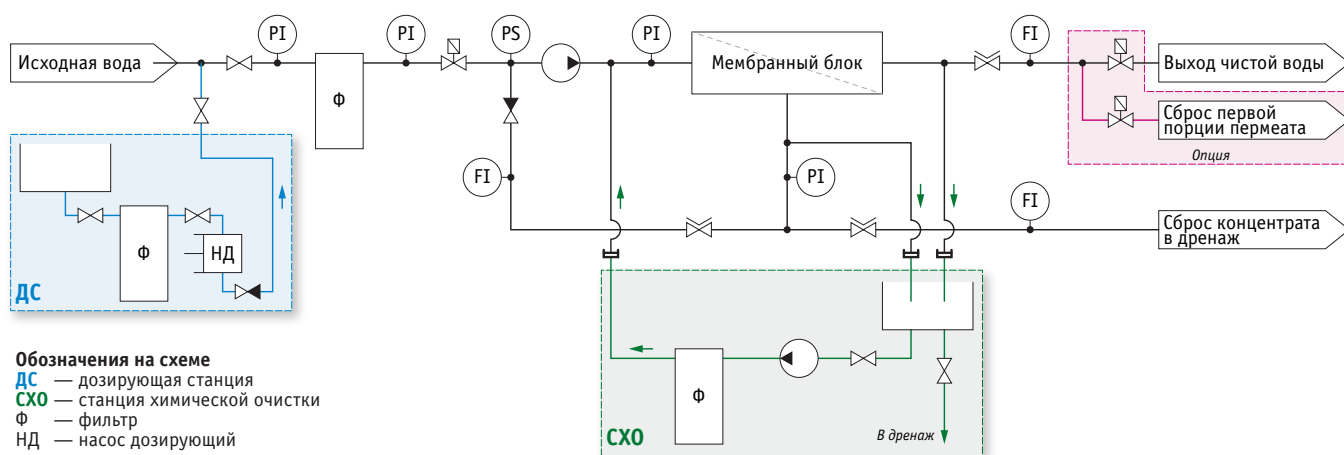 PI
PI
PS
PI
FI
Исходная вода
Ф
Мембранный блок
Выход чистой воды
Сброс первой
порции пермеата
Опция
FI
PI
FI
Сброс концентрата
в дренаж
Ф
НД
ДС
Обозначения на схеме
ДС — дозирующая станция
СХО — станция химической очистки
Ф — фильтр
НД — насос дозирующий
Ф
СХО
В дренаж